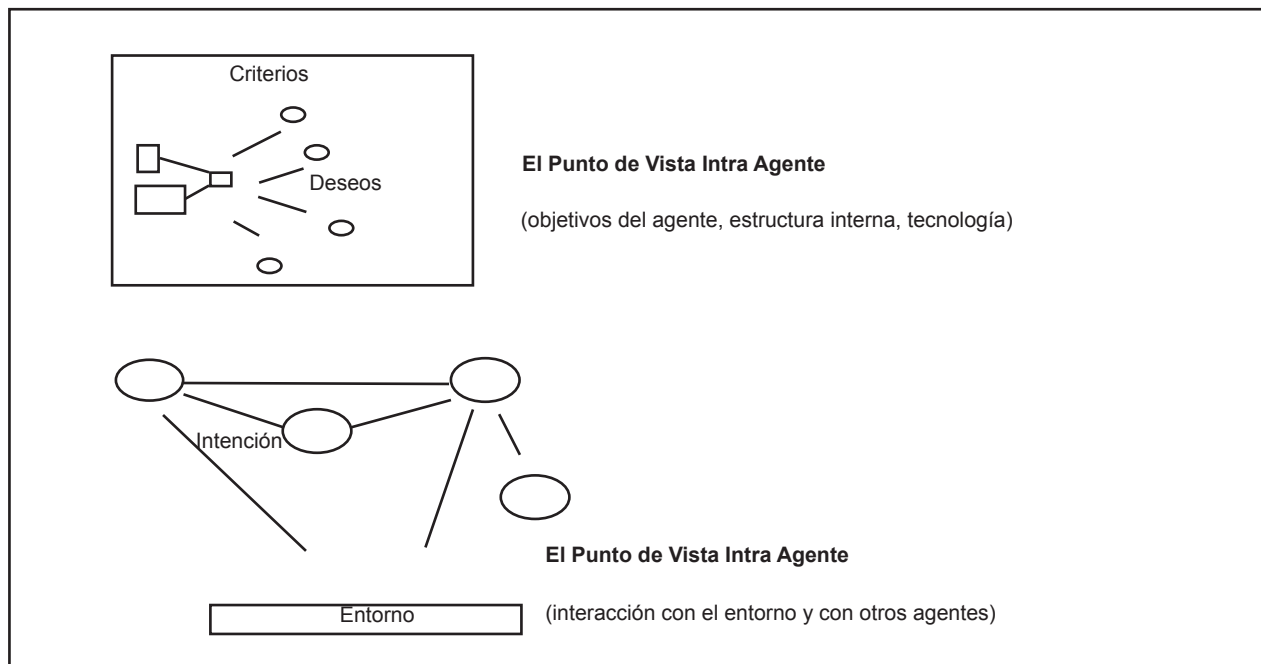 Criterios
Deseos
El Punto de Vista Intra Agente
(objetivos del agente, estructura interna, tecnología)
Intención
El Punto de Vista Intra Agente
(interacción con el entorno y con otros agentes)
Entorno